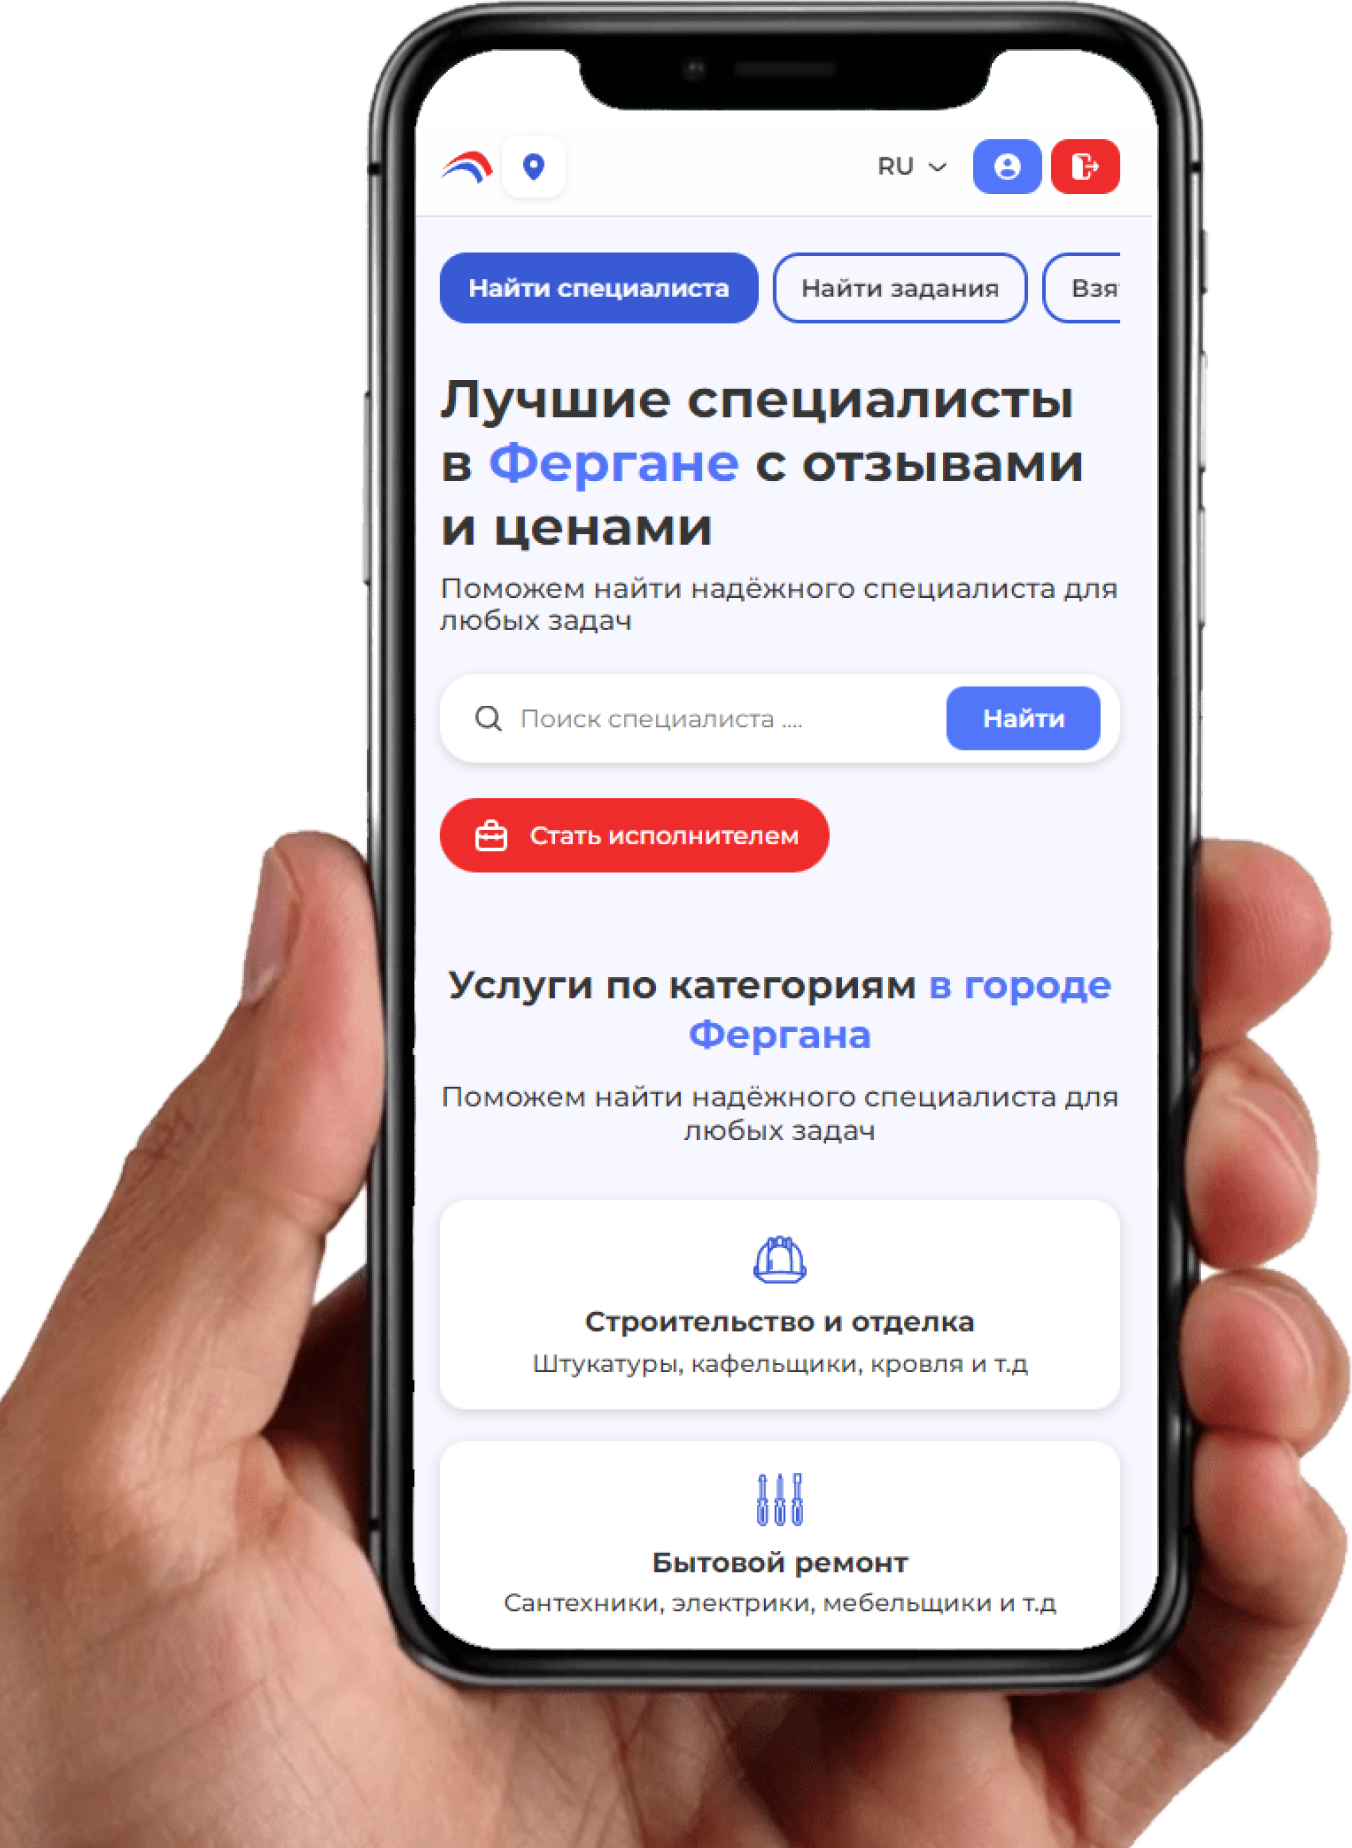 RU
Найти специалиста
Найти задания
Взя
Лучшие специалисты
в Фергане с отзывами
и ценами
Поможем найти надёжного специалиста для
любых задач
Поиск специалиста ....
Найти
Стать исполнителем
Услуги по категориям в городе
Фергана
Поможем найти надёжного специалиста для
любых задач
Строительство и отделка
Штукатуры, кафельщики, кровля и т.д
Бытовой ремонт
Сантехники, электрики, мебельщики и т.д